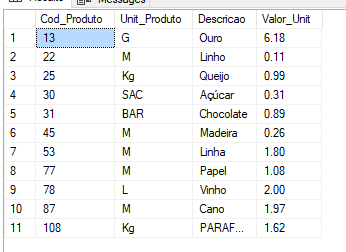 Messages
Cod_Produto Unit_Produto Descricao Valor_Unit
1 13 G Ouro 6.18
2 22 M Linho 0.11
3 25 Kg Queijo 0.99
4 30 SAC Açúcar 0.31
5 31 BAR Chocolate 0.89
6 45 M Madeira 0.26
7 53 M Linha 1.80
8 77 M Papel 1.08
9 78 L Vinho 2.00
10 87 M Cano 1.97
11 108 Kg PARAF... 1.62